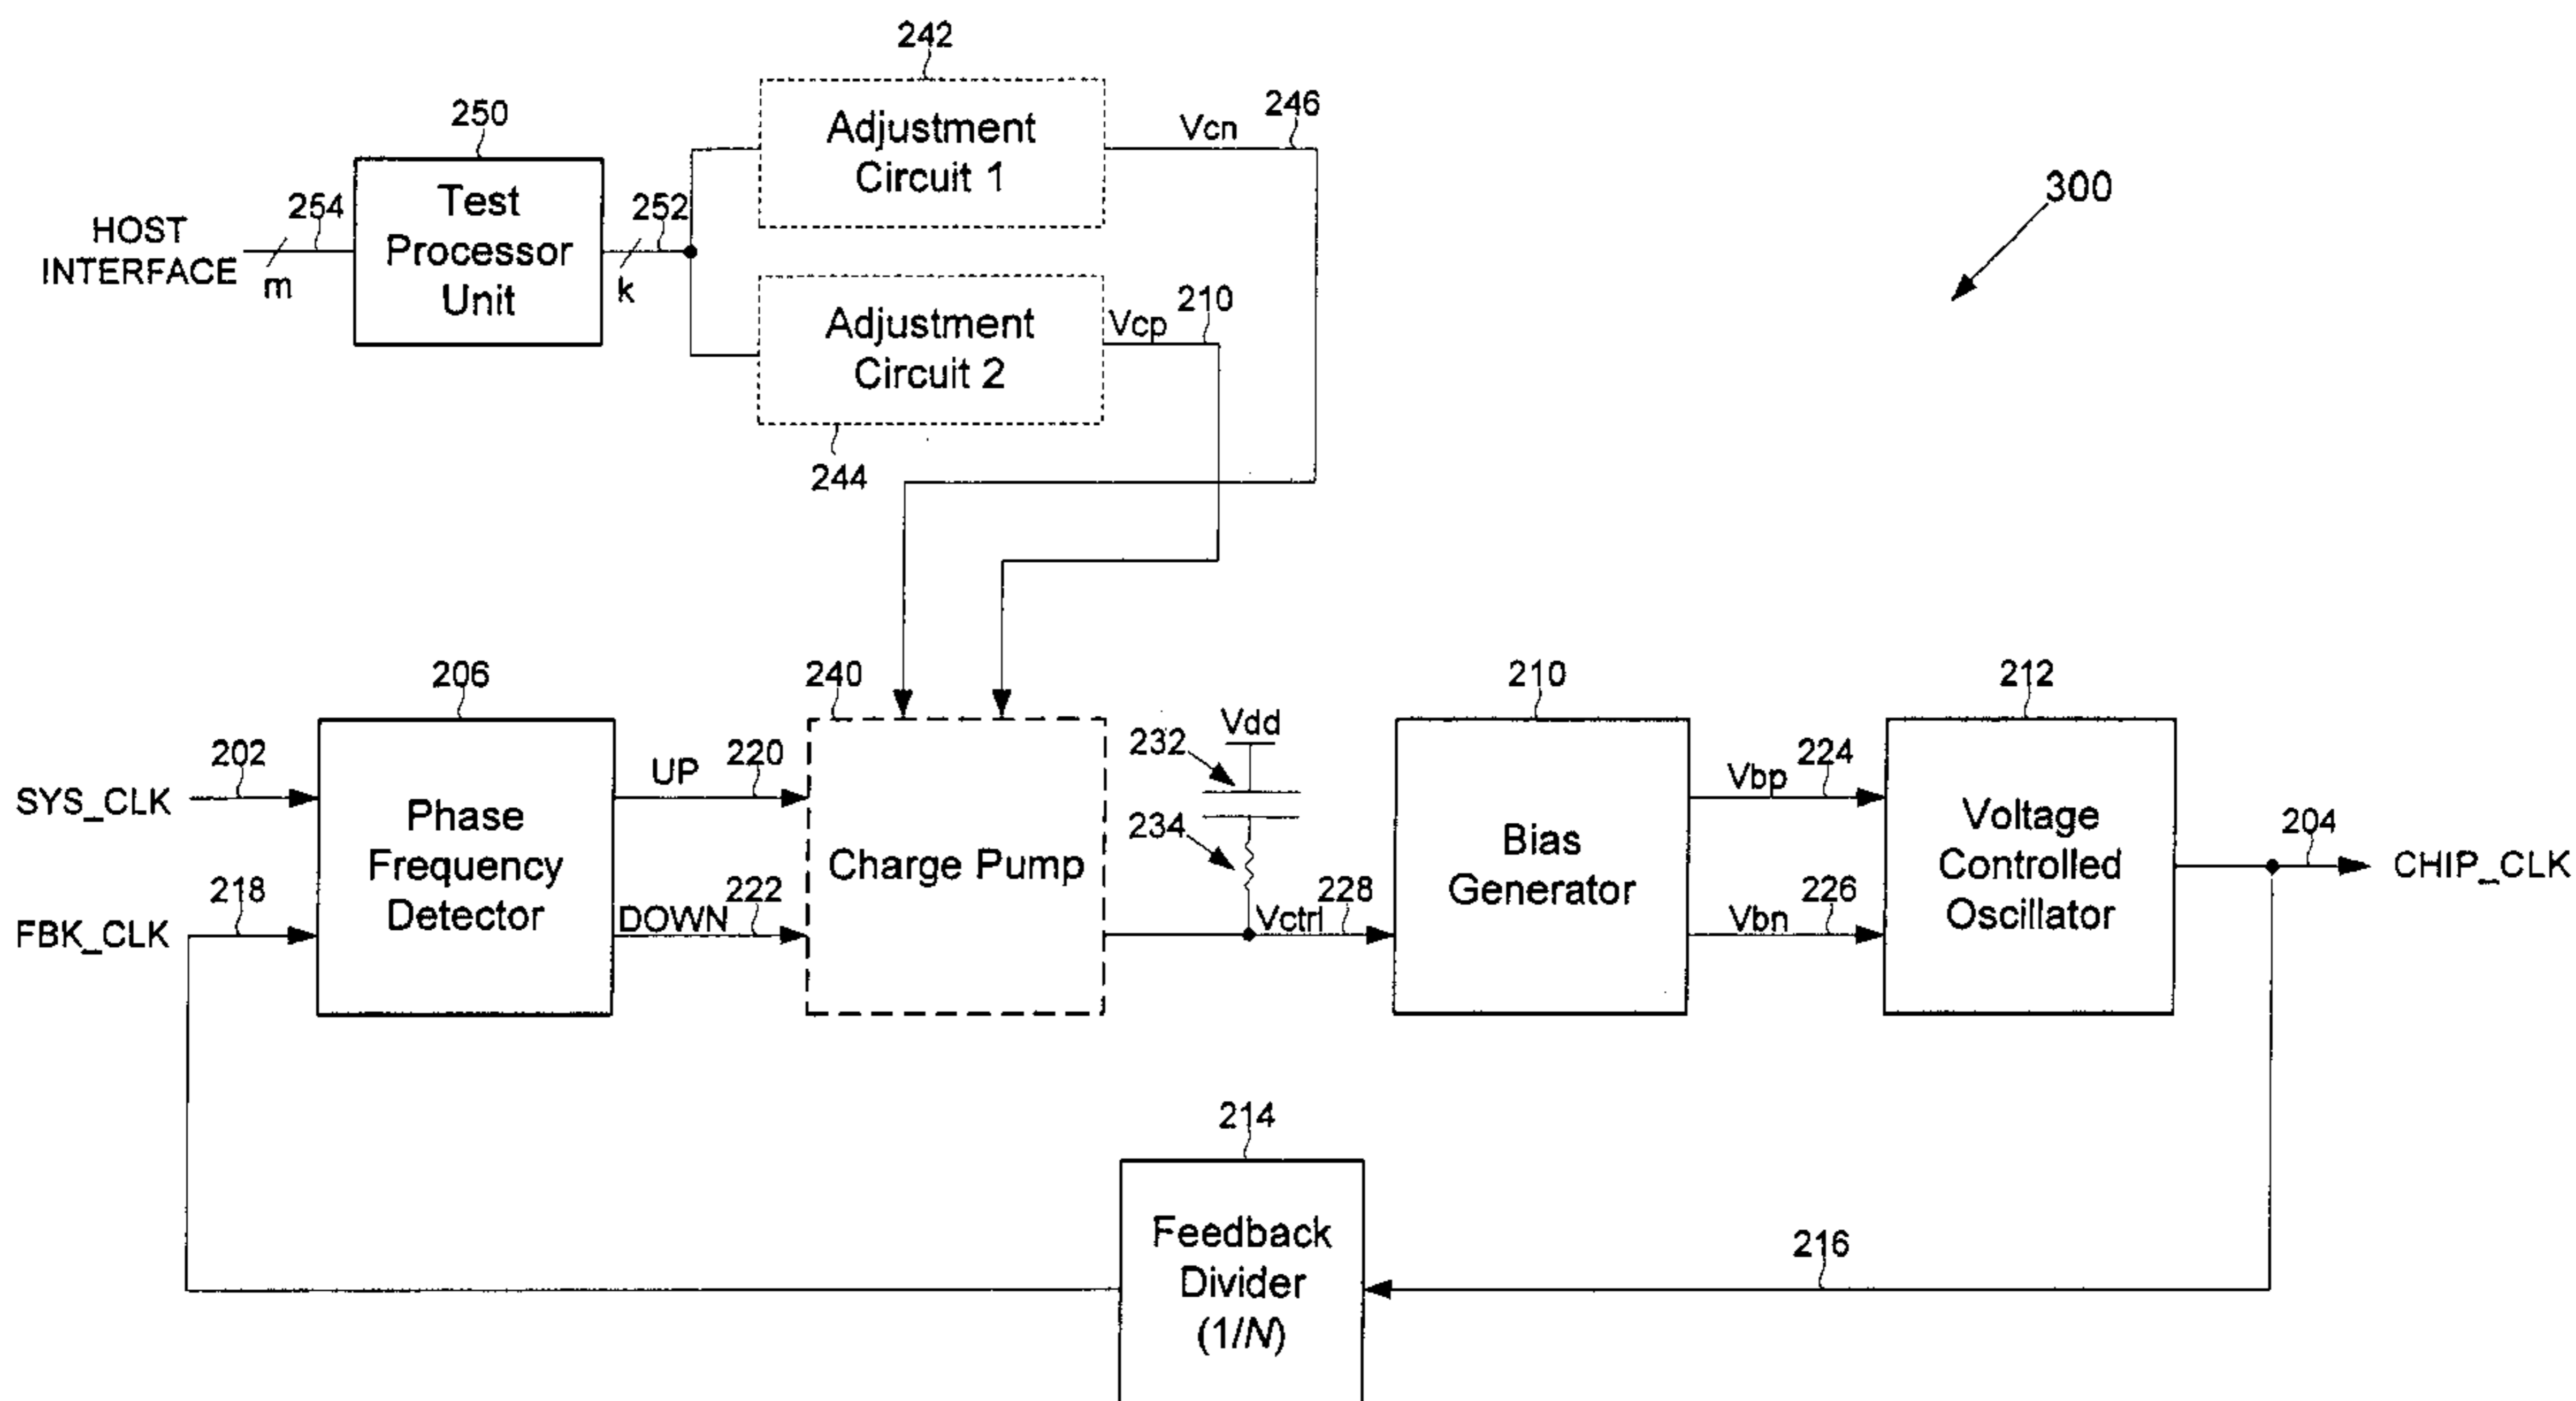 242
Adjustment
Circuit 1
Vcn
246
250
Test
Processor
Unit
HOST
INTERFACE
254
m
252
k
Adjustment
Circuit 2
Vcp
210
244
300
206
Phase
Frequency
Detector
SYS_CLK
202
FBK_CLK
218
UP
220
DOWN
222
240
Charge Pump
Vdd
232
234
Vctrl
228
210
Bias
Generator
Vbp
224
Vbn
226
212
Voltage
Controlled
Oscillator
204
CHIP_CLK
214
Feedback
Divider
(1/N)
216